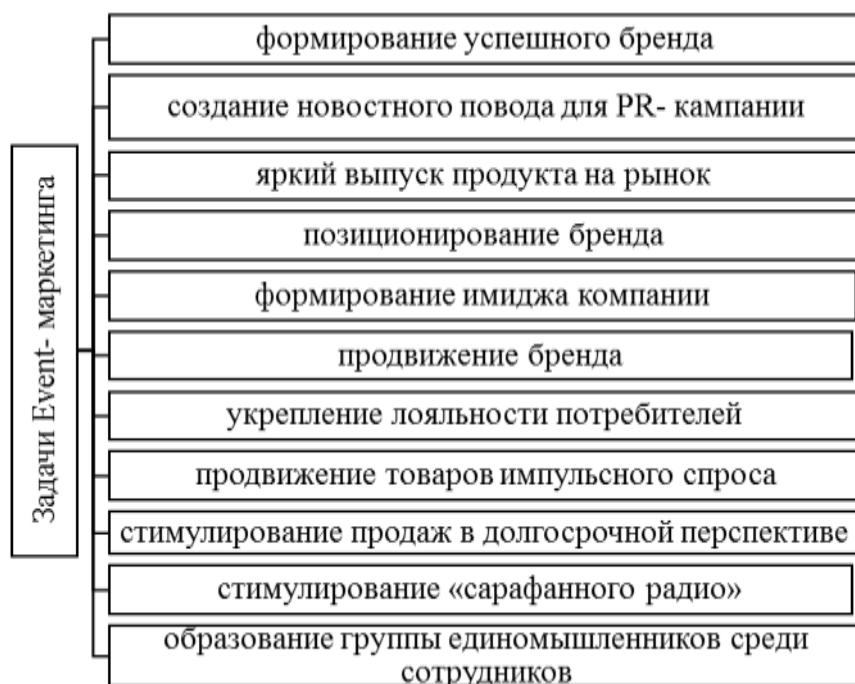 Задачи Event- маркетинга
формирование успешного бренда
создание новостного повода для PR- кампании
яркий выпуск продукта на рынок
позиционирование бренда
формирование имиджа компании
продвижение бренда
укрепление лояльности потребителей
продвижение товаров импульсного спроса
стимулирование продаж в долгосрочной перспективе
стимулирование «сарафанного радио»
образование группы единомышленников среди
сотрудников